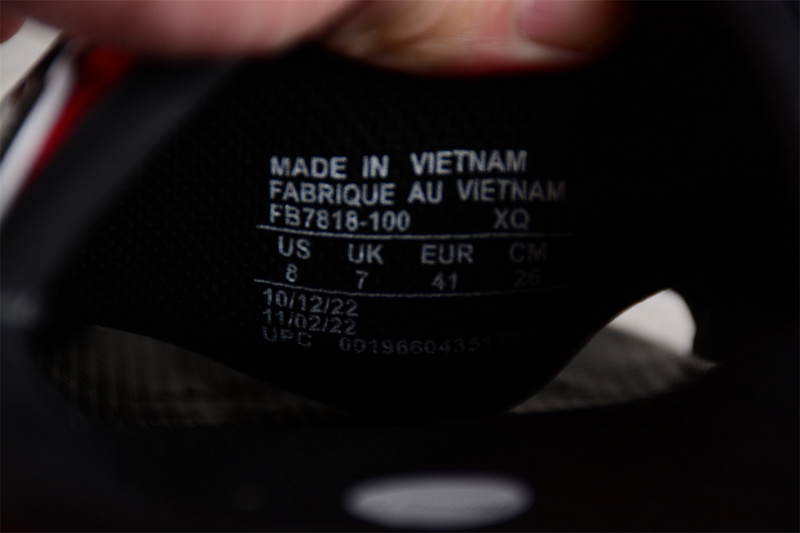 MADE IN VIETNAM
FABRIQUE AU VIETNAM
FB7818-100 XQ
US UK EUR CM
8 7 41 26
10/12/22
11/02/22
UPC